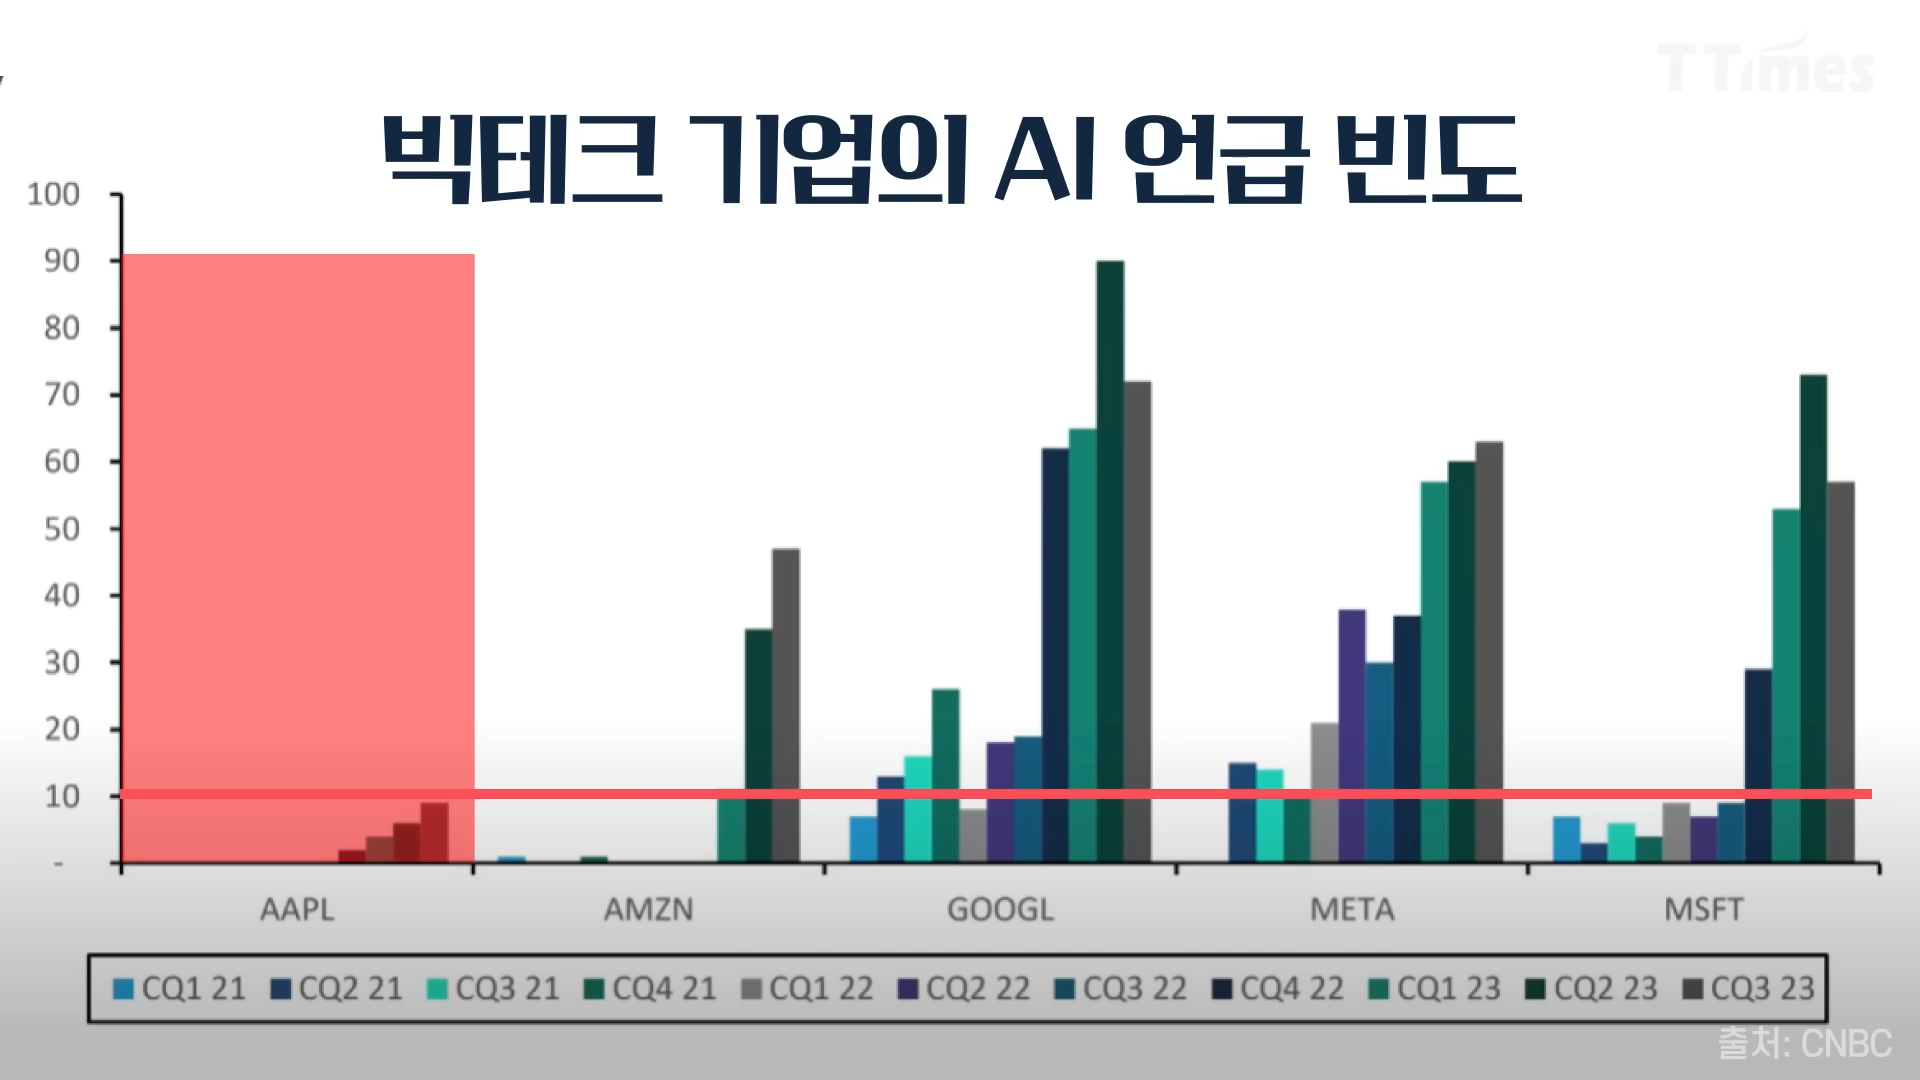 T Times
빅테크 기업의 AI 언급 빈도
100
90
80
70
60
50
40
30
20
10
-
AAPL AMZN GOOGL META MSFT
CQ1 21 CQ2 21 CQ3 21 CQ4 21 CQ1 22 CQ2 22 CQ3 22 CQ4 22 CQ1 23 CQ2 23 CQ3 23
출처: CNBC